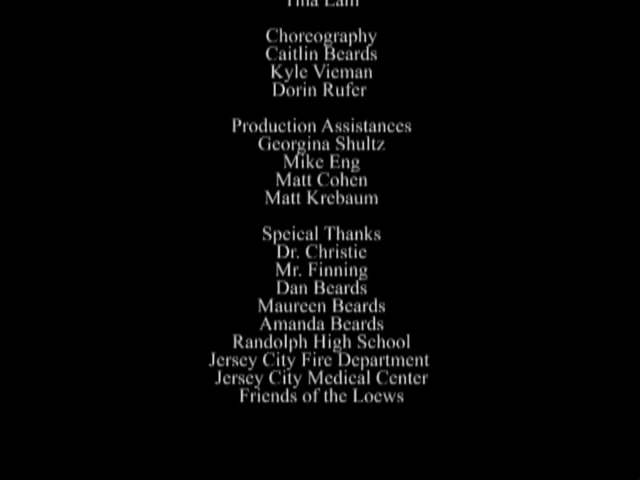 Choreography
Caitlin Beards
Kyle Vieman
Dorin Rufer
Production Assistances
Georgina Shultz
Mike Eng
Matt Cohen
Matt Krebaum
Speical Thanks
Dr. Christie
Mr. Finning
Dan Beards
Maureen Beards
Amanda Beards
Randolph High School
Jersey City Fire Department
Jersey City Medical Center
Friends of the Loews